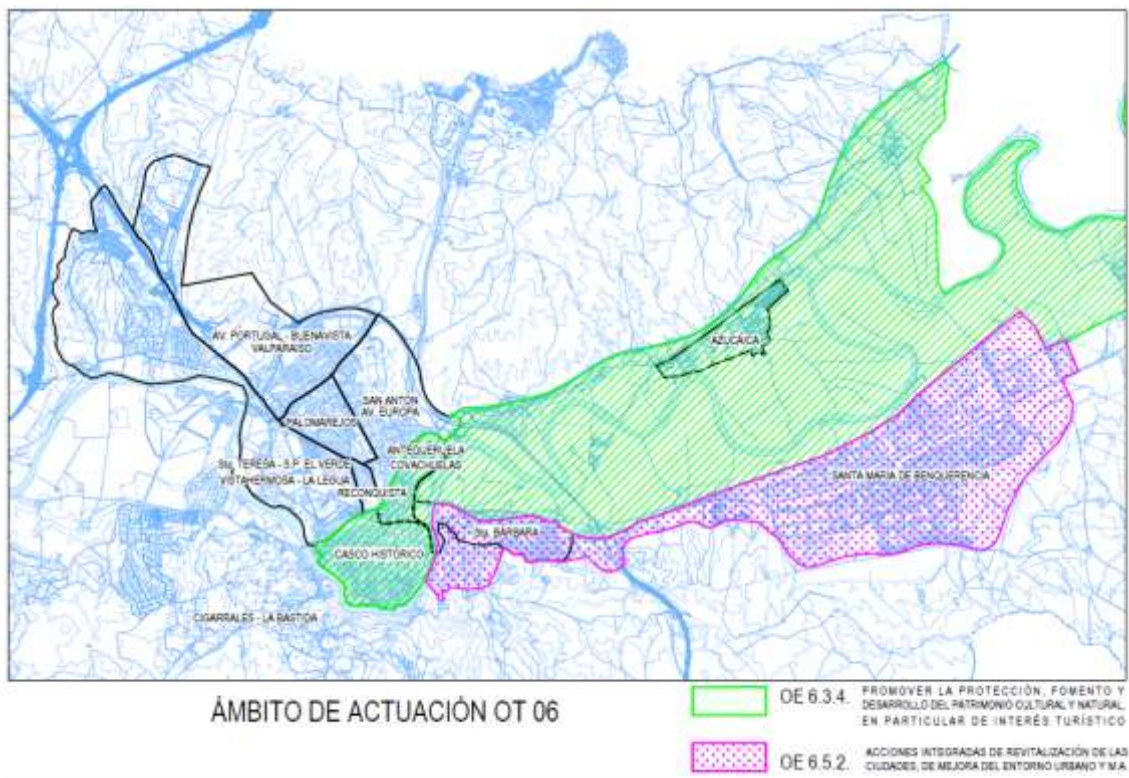 AV. PORTUGAL - BUENAVISTA
VALPARAISO
AZUCAICA
SAN ANTON
AV. EUROPA
PALOMAREJOS
ANTEQUERUELA
COVACHUELAS
Sta. TERESA - S.P. EL VERDE
VISTAHERMOSA - LA LEGUA
SANTA MARIA DE BENQUERENCIA
RECONQUISTA
Sta. BARBARA
CASCO HISTÓRICO
CIGARRALES - LA BASTIDA
ÁMBITO DE ACTUACIÓN OT 06
OE 6.3.4. PROMOVER LA PROTECCIÓN, FOMENTO Y
DESARROLLO DEL PATRIMONIO CULTURAL Y NATURAL,
EN PARTICULAR DE INTERÉS TURÍSTICO
OE 6.5.2. ACCIONES INTEGRADAS DE REVITALIZACIÓN DE LAS
CIUDADES, DE MEJORA DEL ENTORNO URBANO Y M.A.